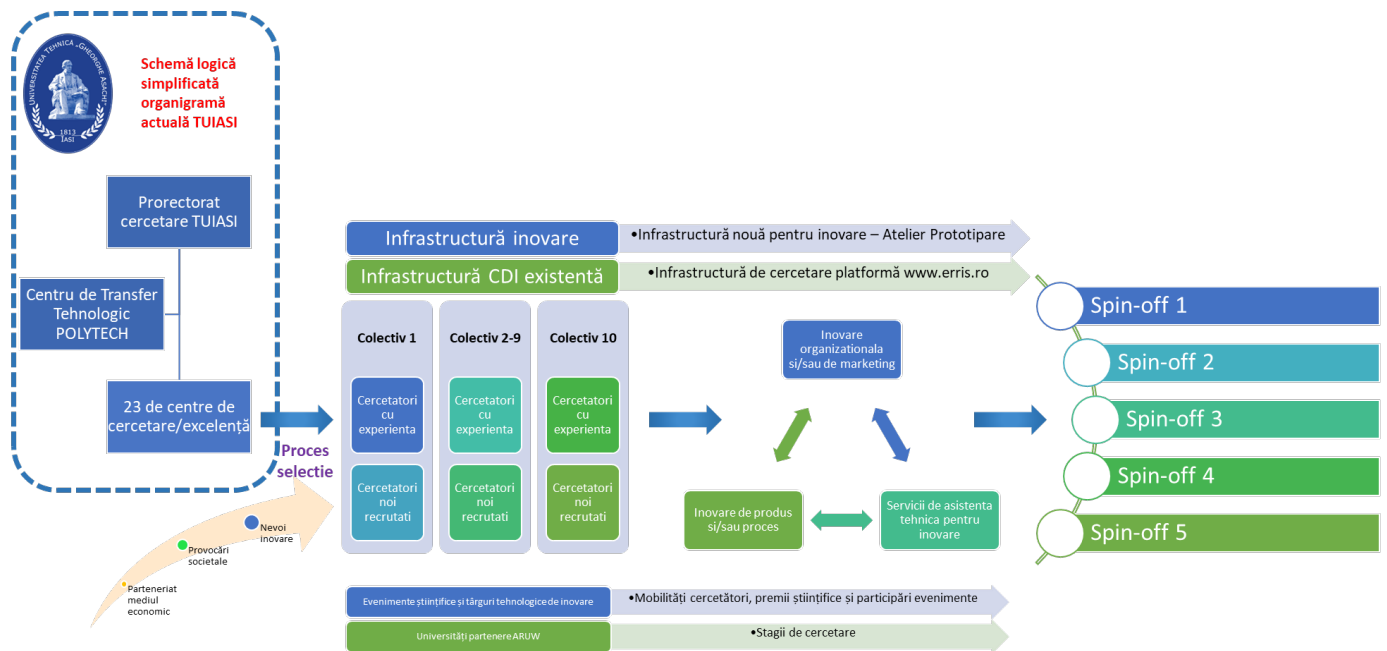 UNIVERSITATEA TEHNICA „GHEORGHE ASACHI”
1813
IASI
Schemă logică
simplificată
organigramă
actuală TUIASI
Prorectorat
cercetare TUIASI
Centru de Transfer
Tehnologic
POLYTECH
23 de centre de
cercetare/excelență
Proces
selectie
Nevoi
inovare
Provocări
societale
Parteneriat
mediul
economic
Infrastructură inovare
•Infrastructură nouă pentru inovare – Atelier Prototipare
Infrastructură CDI existentă
•Infrastructură de cercetare platformă www.erris.ro
Colectiv 1
Cercetatori
cu
experienta
Cercetatori
noi
recrutati
Colectiv 2-9
Cercetatori
cu
experienta
Cercetatori
noi
recrutati
Colectiv 10
Cercetatori
cu
experienta
Cercetatori
noi
recrutati
Inovare
organizationala
si/sau de marketing
Inovare de produs
si/sau proces
Servicii de asistenta
tehnica pentru
inovare
Spin-off 1
Spin-off 2
Spin-off 3
Spin-off 4
Spin-off 5
Evenimente științifice și târguri tehnologice de inovare
•Mobilități cercetători, premii științifice și participări evenimente
Universități partenere ARUW
•Stagii de cercetare